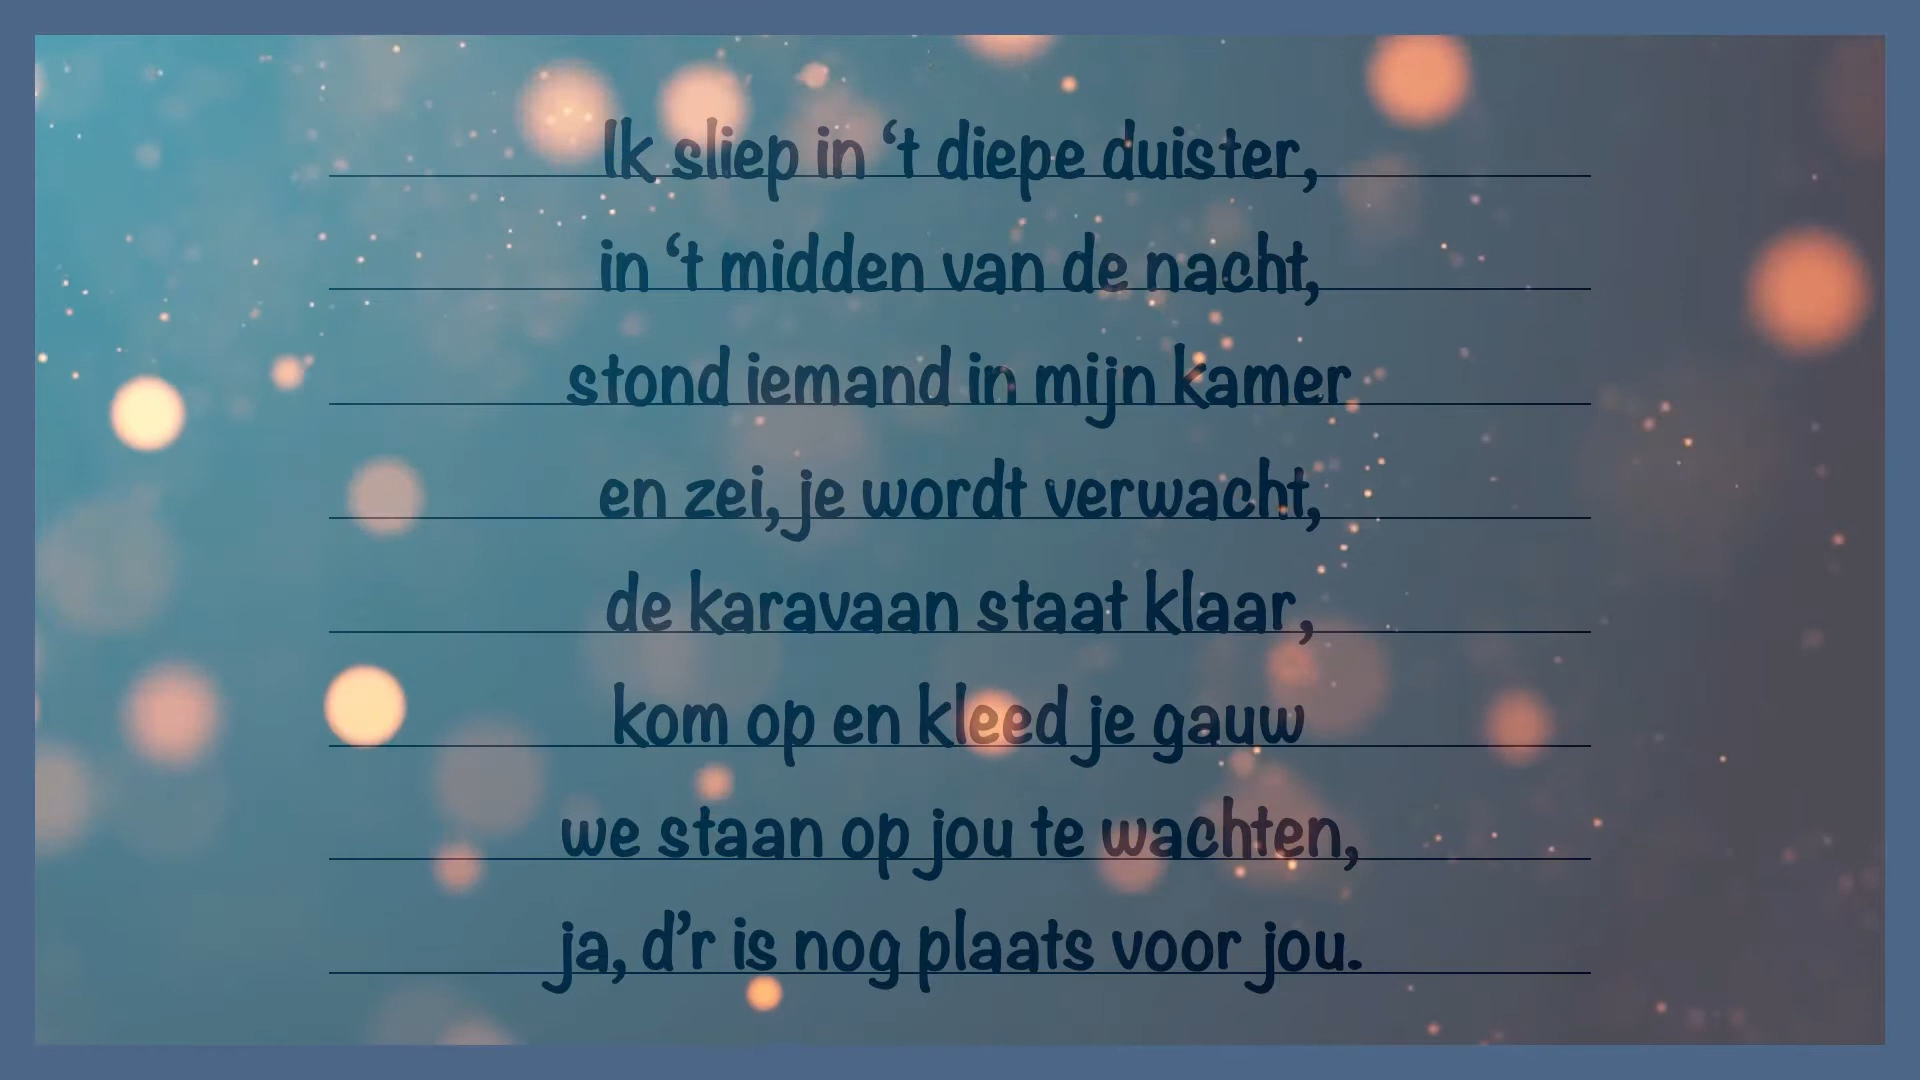 Ik sliep in ‘t diepe duister,
in ‘t midden van de nacht,
stond iemand in mijn kamer
en zei, je wordt verwacht,
de karavaan staat klaar,
kom op en kleed je gauw
we staan op jou te wachten,
ja, d’r is nog plaats voor jou.